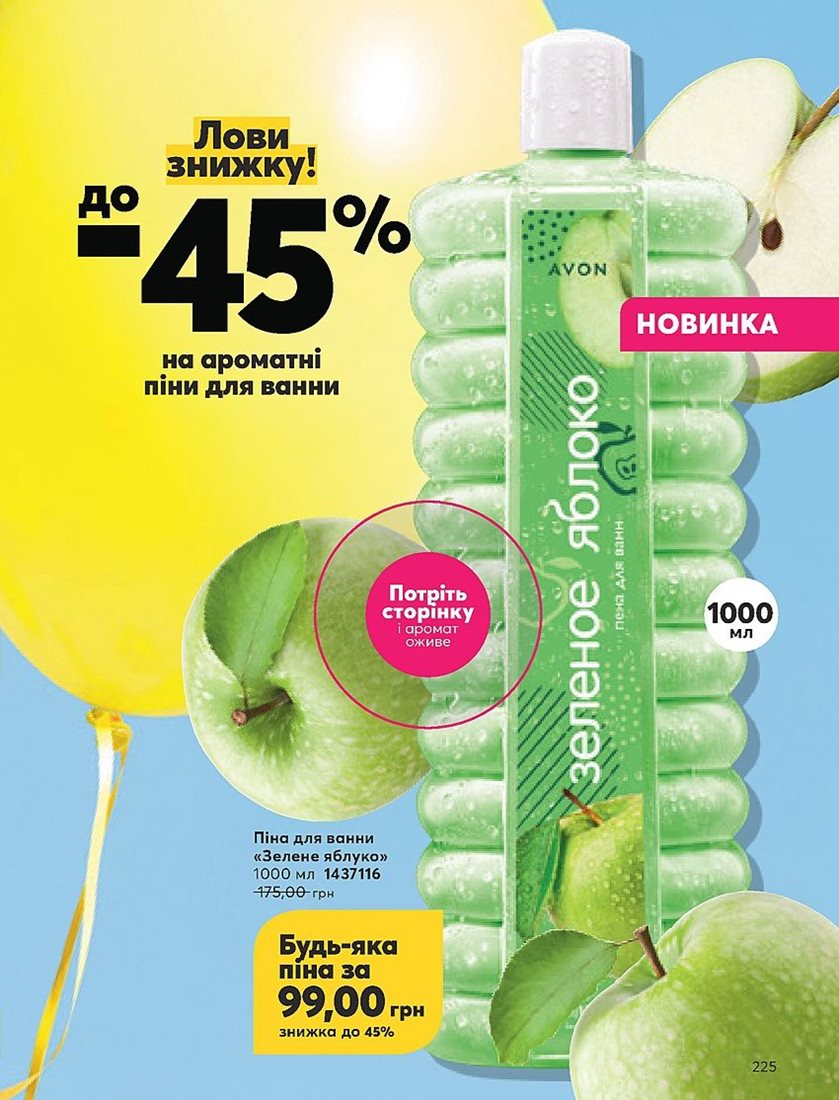 Лови
знижку!
до
-45%
на ароматні
піни для ванни
AVON
НОВИНКА
зеленое яблоко
пена для ванн
Потріть
сторінку
і аромат
оживе
1000
мл
Піна для ванни
«Зелене яблуко»
1000 мл 1437116
175,00 грн
Будь-яка
піна за
99,00 грн
знижка до 45%
225